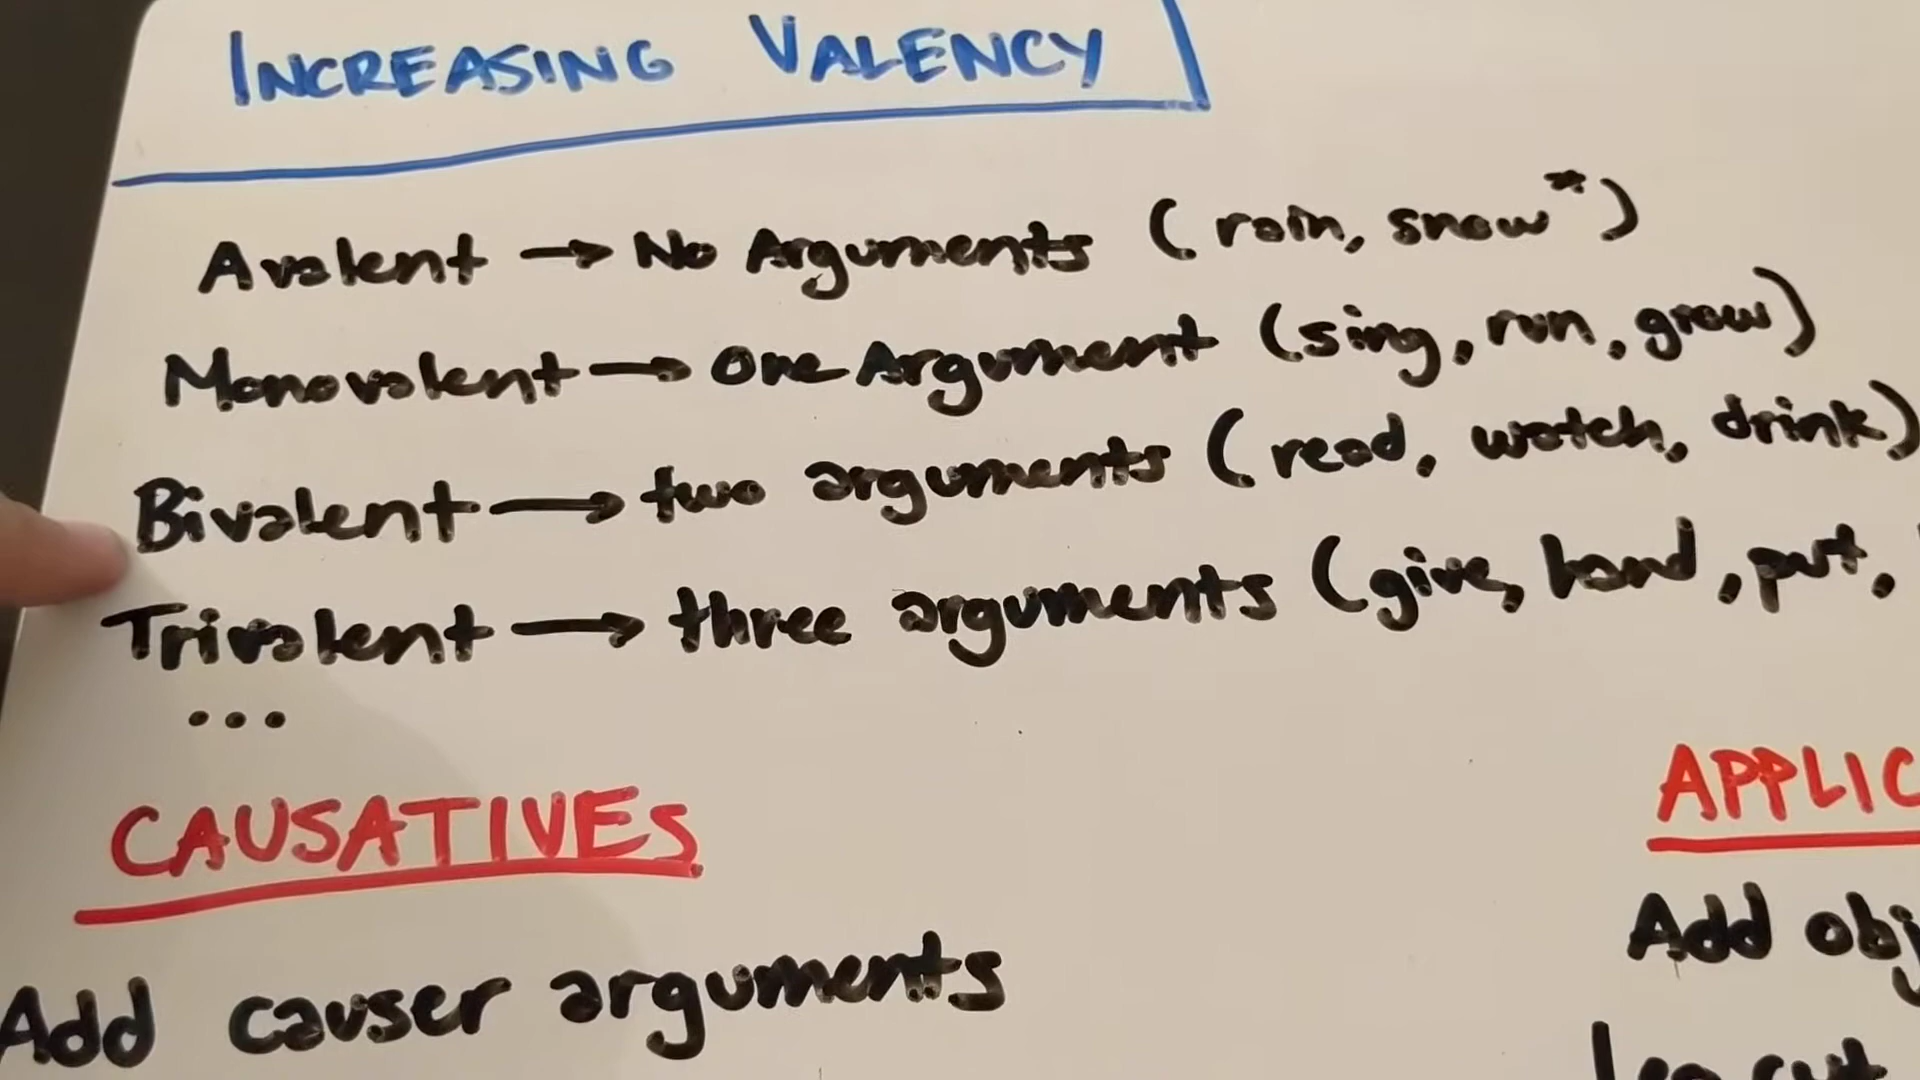 INCREASING VALENCY
Avalent → No Arguments (rain, snow*)
Monovalent → One Argument (sing, run, grow)
Bivalent → two arguments (read, watch, drink)
Trivalent → three arguments (give, hand, put,
...
CAUSATIVES
Add causer arguments
APPLIC
Add obj